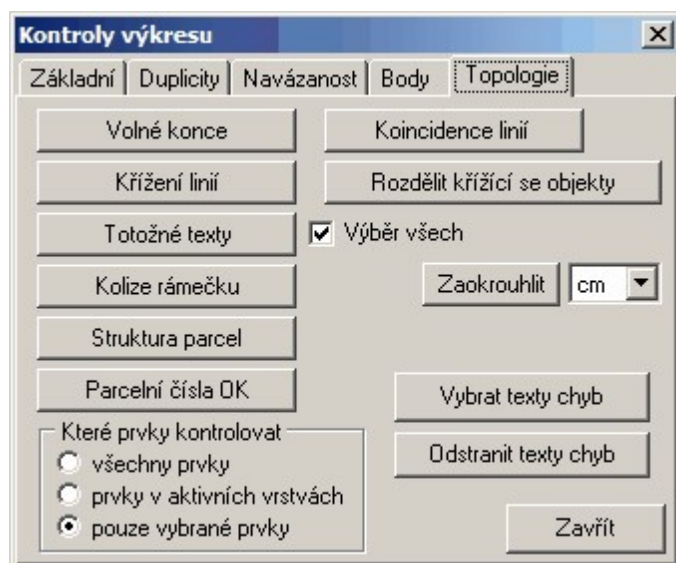 Kontroly výkresu
Základní Duplicity Navázanost Body Topologie
Volné konce
Koincidence linií
Křížení linií
Rozdělit křížící se objekty
Totožné texty
Výběr všech
Kolize rámečku
Zaokrouhlit cm
Struktura parcel
Parcelní čísla OK
Vybrat texty chyb
Které prvky kontrolovat
všechny prvky
Odstranit texty chyb
prvky v aktivních vrstvách
pouze vybrané prvky
Zavřít